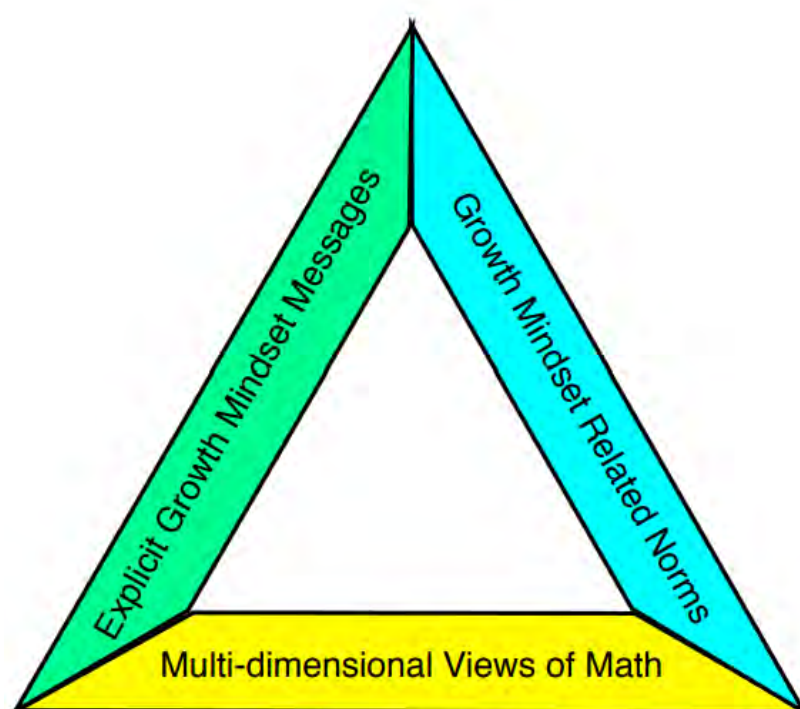 Explicit Growth Mindset Messages
Growth Mindset Related Norms
Multi-dimensional Views of Math